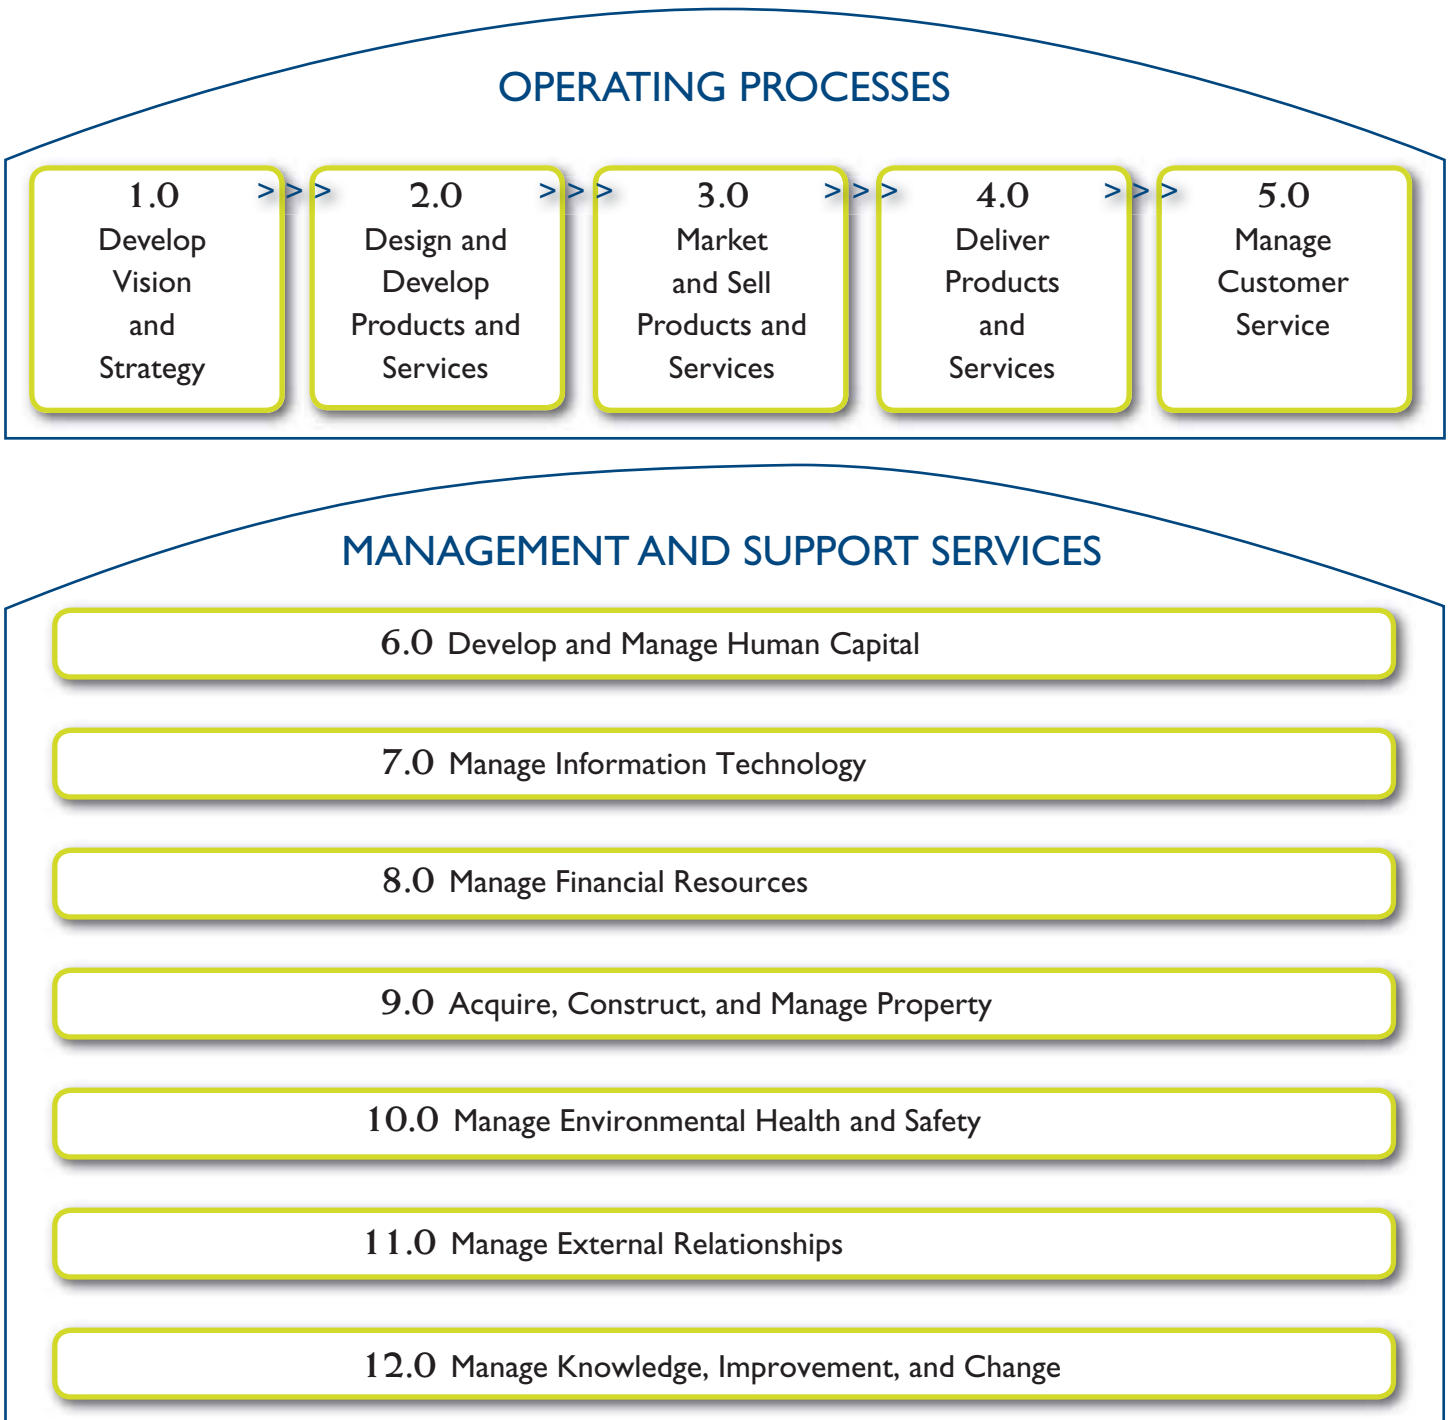 OPERATING PROCESSES
1.0
Develop
Vision
and
Strategy
> > >
2.0
Design and
Develop
Products and
Services
> > >
3.0
Market
and Sell
Products and
Services
> > >
4.0
Deliver
Products
and
Services
> > >
5.0
Manage
Customer
Service
MANAGEMENT AND SUPPORT SERVICES
6.0 Develop and Manage Human Capital
7.0 Manage Information Technology
8.0 Manage Financial Resources
9.0 Acquire, Construct, and Manage Property
10.0 Manage Environmental Health and Safety
11.0 Manage External Relationships
12.0 Manage Knowledge, Improvement, and Change